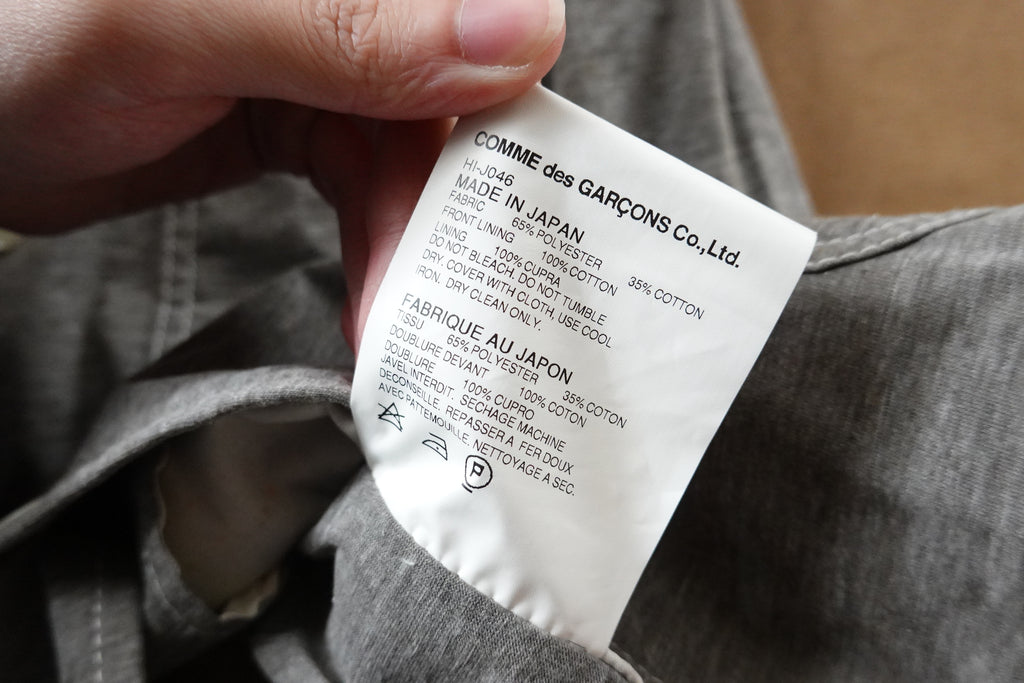 COMME des GARÇONS Co.,Ltd.
HI-J046
MADE IN JAPAN
FABRIC 65% POLYESTER 35% COTTON
FRONT LINING 100% COTTON
LINING 100% CUPRA
DO NOT BLEACH. DO NOT TUMBLE
DRY. COVER WITH CLOTH, USE COOL
IRON. DRY CLEAN ONLY.
FABRIQUE AU JAPON
TISSU 65% POLYESTER 35% COTON
DOUBLURE DEVANT 100% COTON
DOUBLURE 100% CUPRO
JAVEL INTERDIT. SECHAGE MACHINE
DECONSEILLE. REPASSER A FER DOUX
AVEC PATTEMOUILLE. NETTOYAGE A SEC.
P